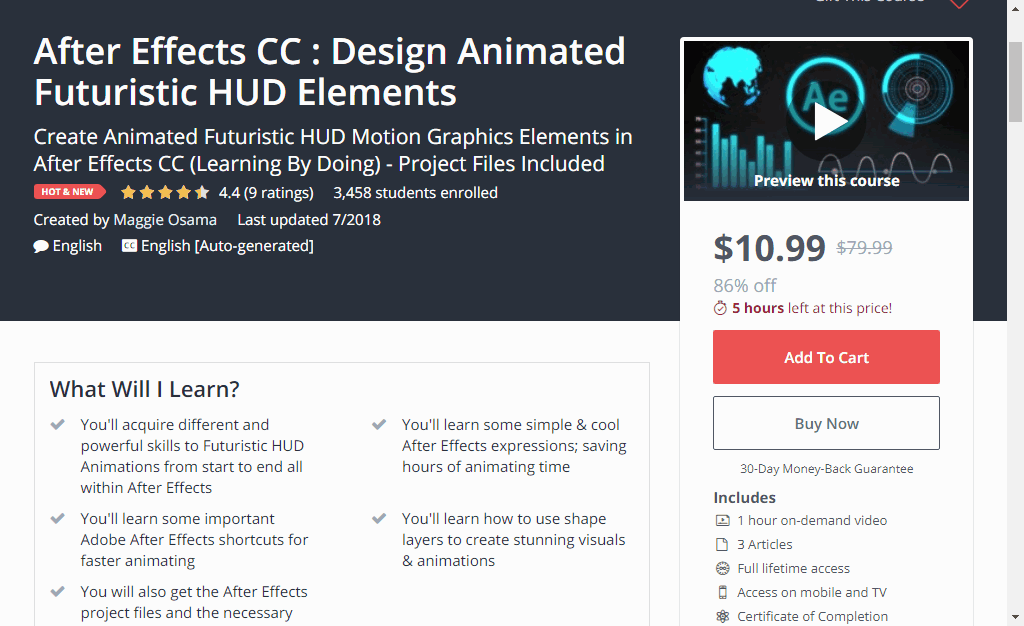 Gift This Course
After Effects CC : Design Animated
Futuristic HUD Elements
Create Animated Futuristic HUD Motion Graphics Elements in
After Effects CC (Learning By Doing) - Project Files Included
HOT & NEW 4.4 (9 ratings) 3,458 students enrolled
Created by Maggie Osama Last updated 7/2018
English CC English [Auto-generated]
Ae
Preview this course
$10.99 $79.99
86% off
5 hours left at this price!
Add To Cart
Buy Now
30-Day Money-Back Guarantee
Includes
1 hour on-demand video
3 Articles
Full lifetime access
Access on mobile and TV
Certificate of Completion
What Will I Learn?
You'll acquire different and
powerful skills to Futuristic HUD
Animations from start to end all
within After Effects
You'll learn some simple & cool
After Effects expressions; saving
hours of animating time
You'll learn some important
Adobe After Effects shortcuts for
faster animating
You'll learn how to use shape
layers to create stunning visuals
& animations
You will also get the After Effects
project files and the necessary